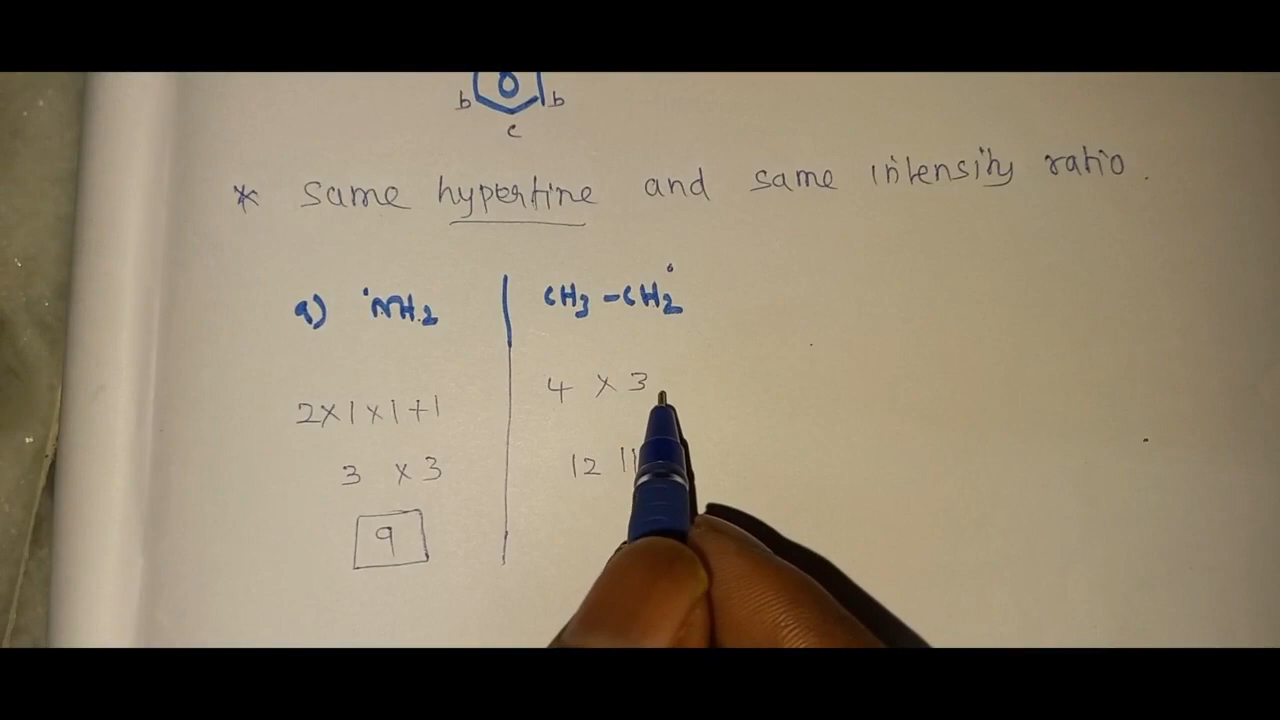 b b
c
* same hyperfine and same intensity ratio.
a) •NH2 | CH3 - CH2•
2×1×1+1 4 × 3
3 × 3 12
9